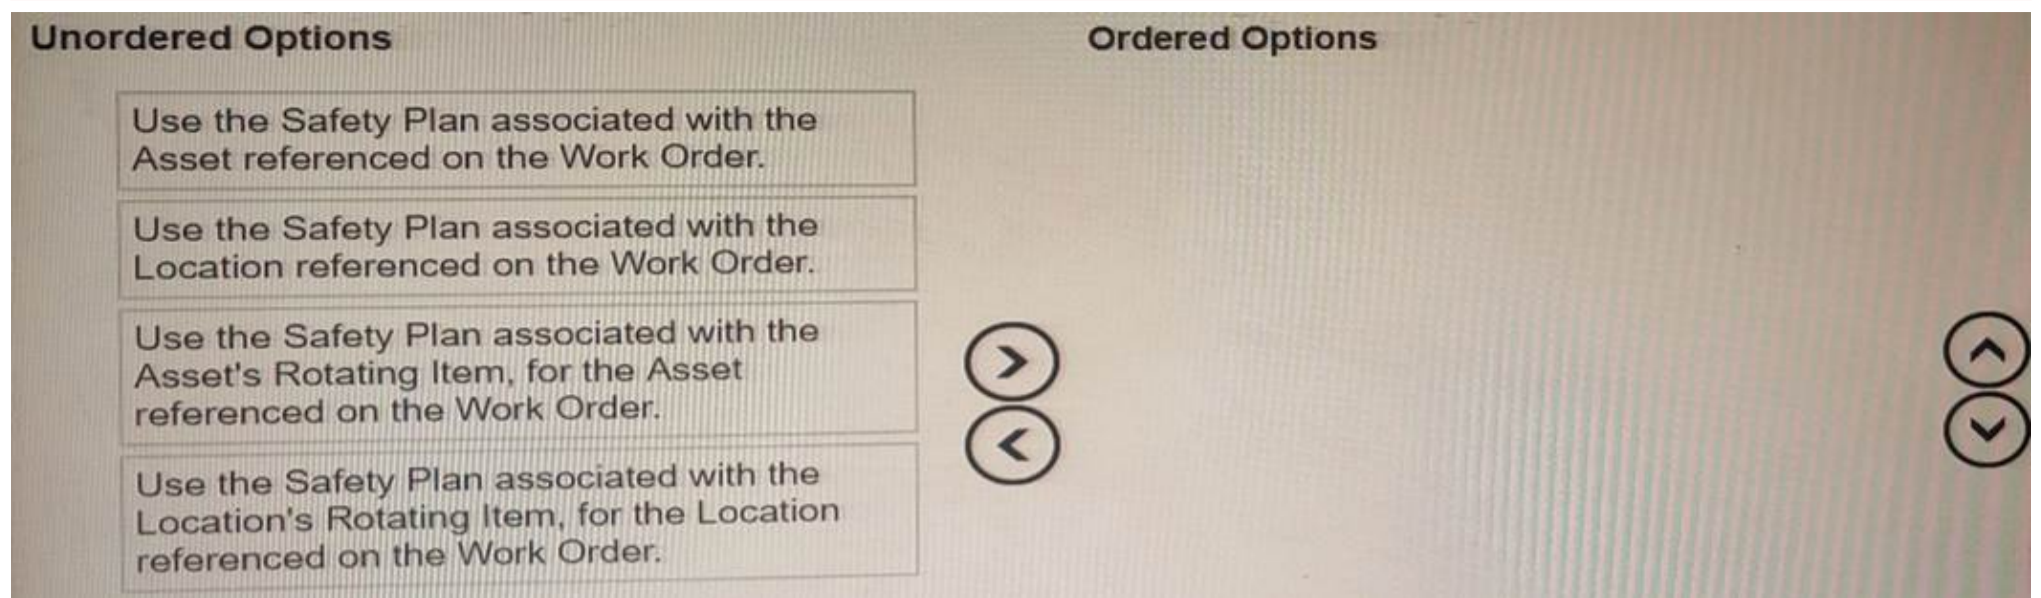 Unordered Options
Ordered Options
Use the Safety Plan associated with the
Asset referenced on the Work Order.
Use the Safety Plan associated with the
Location referenced on the Work Order.
Use the Safety Plan associated with the
Asset's Rotating Item, for the Asset
referenced on the Work Order.
Use the Safety Plan associated with the
Location's Rotating Item, for the Location
referenced on the Work Order.